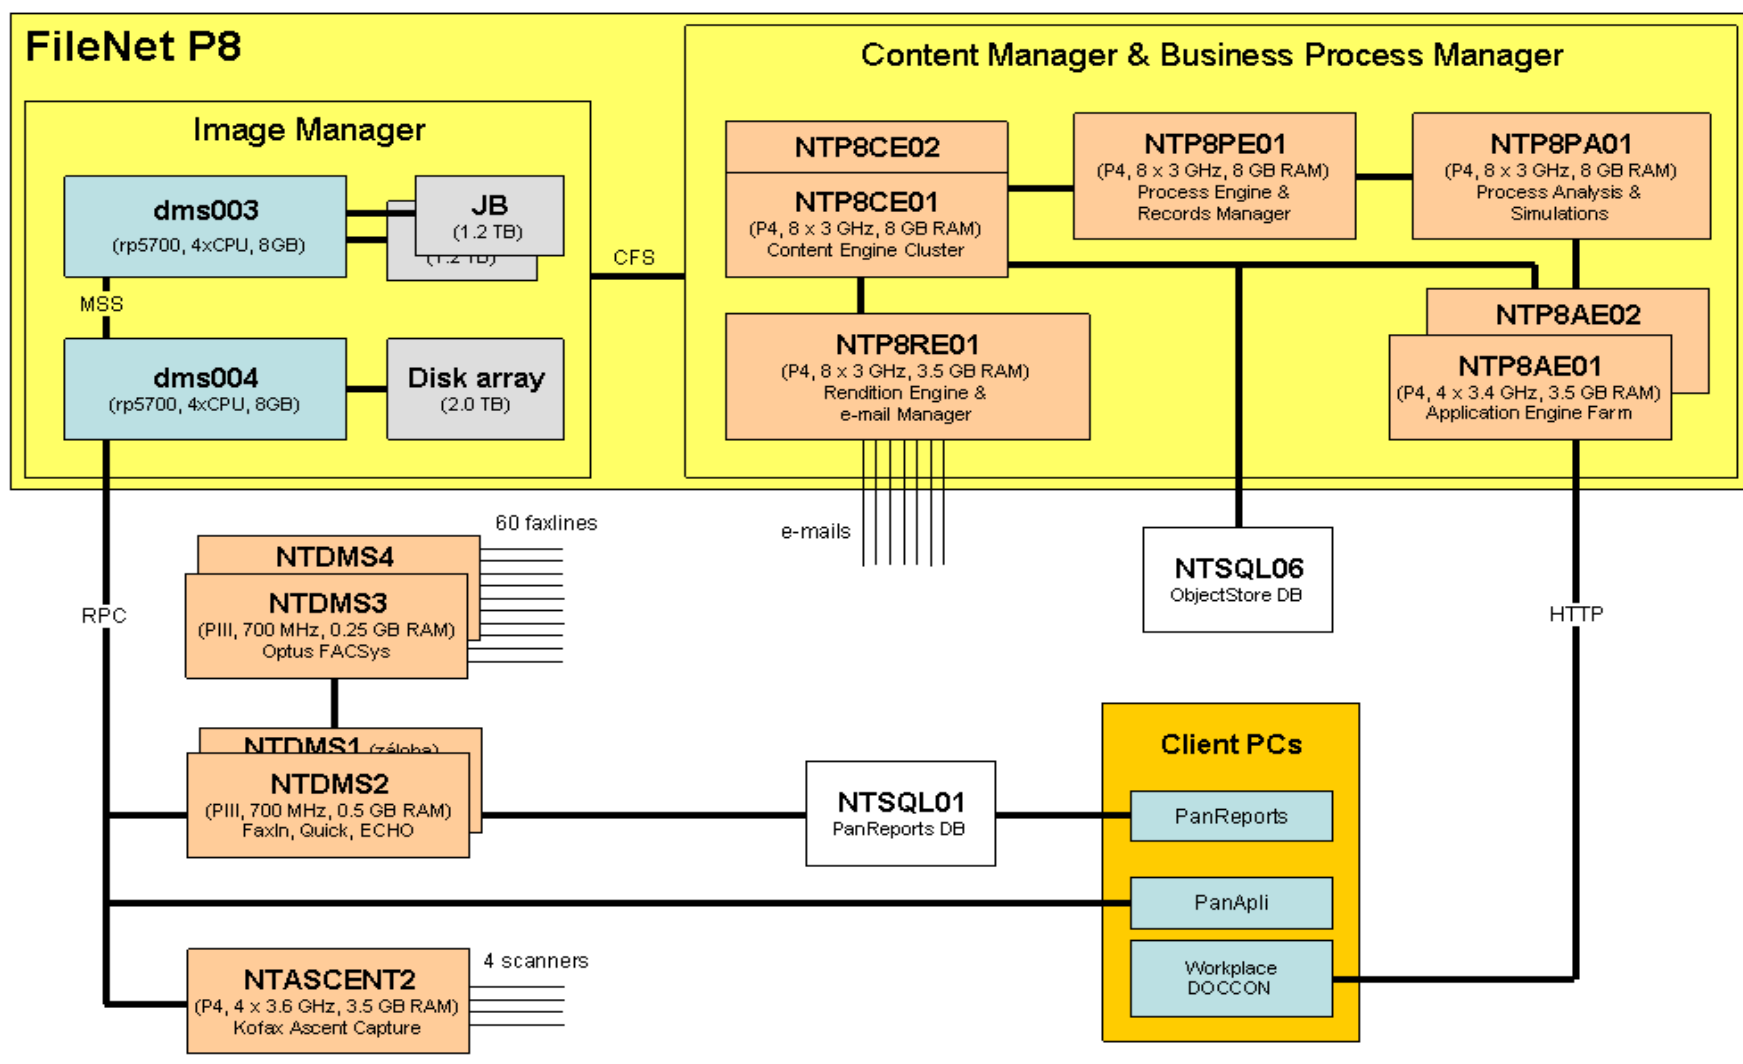 FileNet P8
Content Manager & Business Process Manager
Image Manager
dms003
(rp5700, 4xCPU, 8GB)
JB
(1.2 TB)
(1.2 TB)
MSS
dms004
(rp5700, 4xCPU, 8GB)
Disk array
(2.0 TB)
CFS
NTP8CE02
NTP8CE01
(P4, 8 x 3 GHz, 8 GB RAM)
Content Engine Cluster
NTP8PE01
(P4, 8 x 3 GHz, 8 GB RAM)
Process Engine &
Records Manager
NTP8PA01
(P4, 8 x 3 GHz, 8 GB RAM)
Process Analysis &
Simulations
NTP8RE01
(P4, 8 x 3 GHz, 3.5 GB RAM)
Rendition Engine &
e-mail Manager
NTP8AE02
NTP8AE01
(P4, 4 x 3.4 GHz, 3.5 GB RAM)
Application Engine Farm
e-mails
60 faxlines
NTDMS4
NTDMS3
(PIII, 700 MHz, 0.25 GB RAM)
Optus FACSys
RPC
NTSQL06
ObjectStore DB
HTTP
NTDMS1 (záloha)
NTDMS2
(PIII, 700 MHz, 0.5 GB RAM)
FaxIn, Quick, ECHO
NTSQL01
PanReports DB
Client PCs
PanReports
PanApli
Workplace
DOCCON
4 scanners
NTASCENT2
(P4, 4 x 3.6 GHz, 3.5 GB RAM)
Kofax Ascent Capture